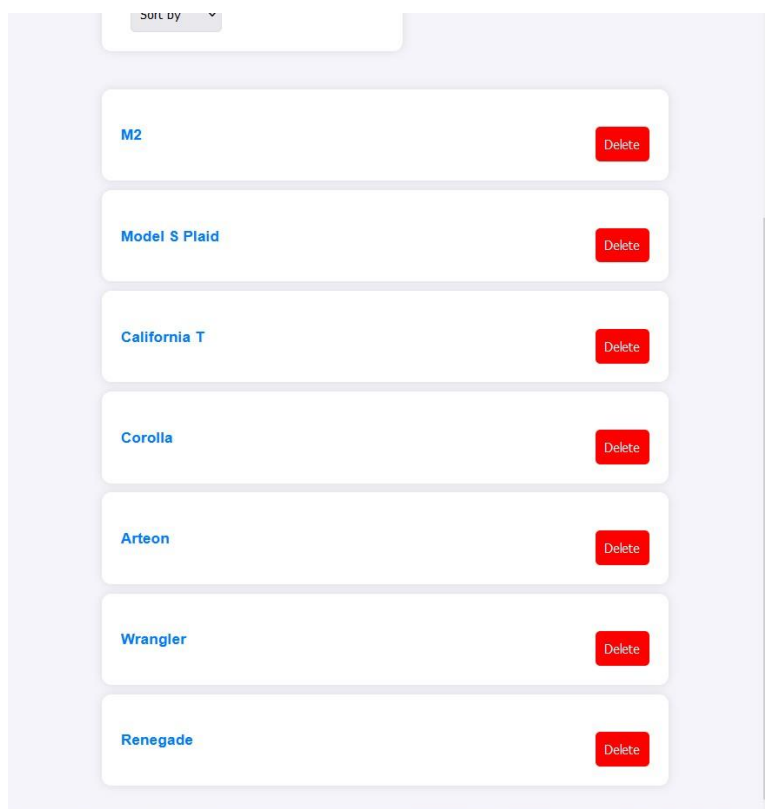 Sort by
M2
Delete
Model S Plaid
Delete
California T
Delete
Corolla
Delete
Arteon
Delete
Wrangler
Delete
Renegade
Delete